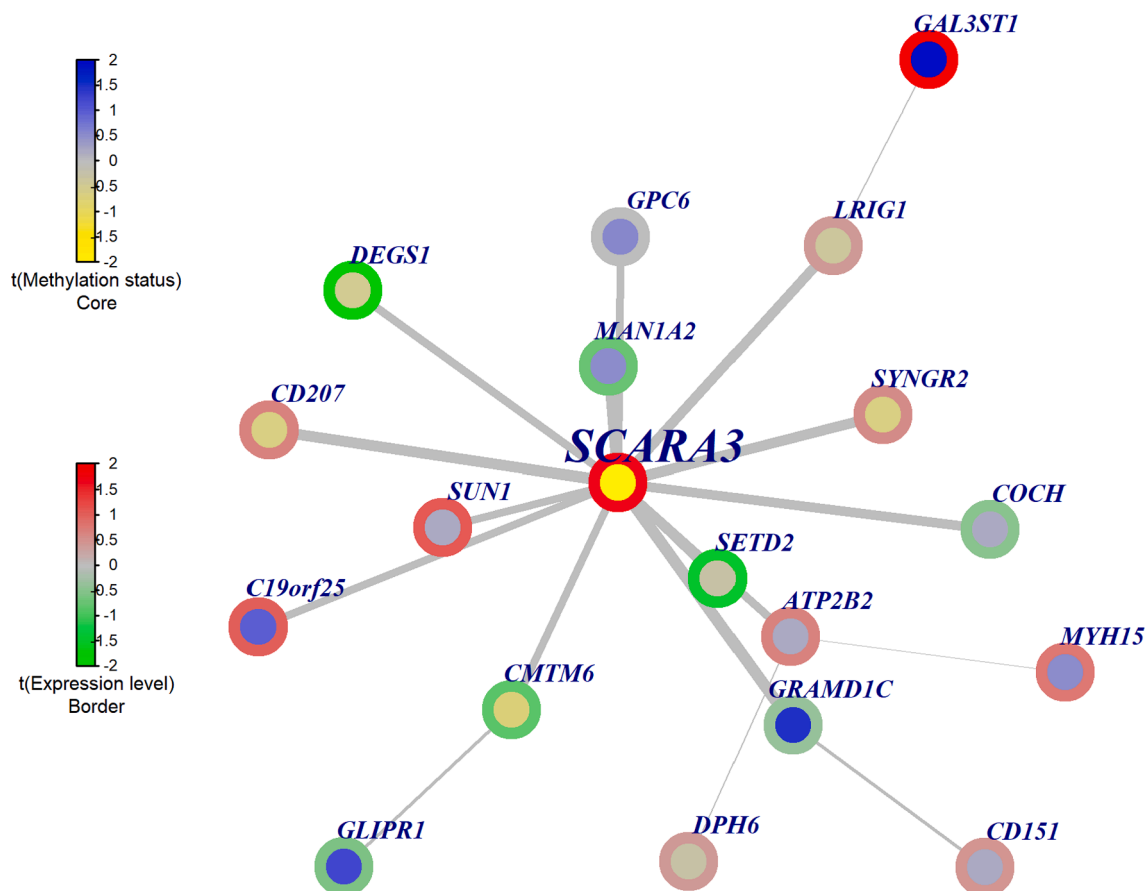 GAL3ST1
2
1.5
1
0.5
0
0.5
-1
-1.5
-2
t(Methylation status)
Core
GPC6
LRIG1
DEGS1
MAN1A2
SYNGR2
CD207
SCARA3
2
1.5
1
0.5
0
0.5
-1
1.5
-2
t(Expression level)
Border
SUN1
COCH
SETD2
C19orf25
ATP2B2
MYH15
CMTM6
GRAMD1C
GLIPR1
DPH6
CD151